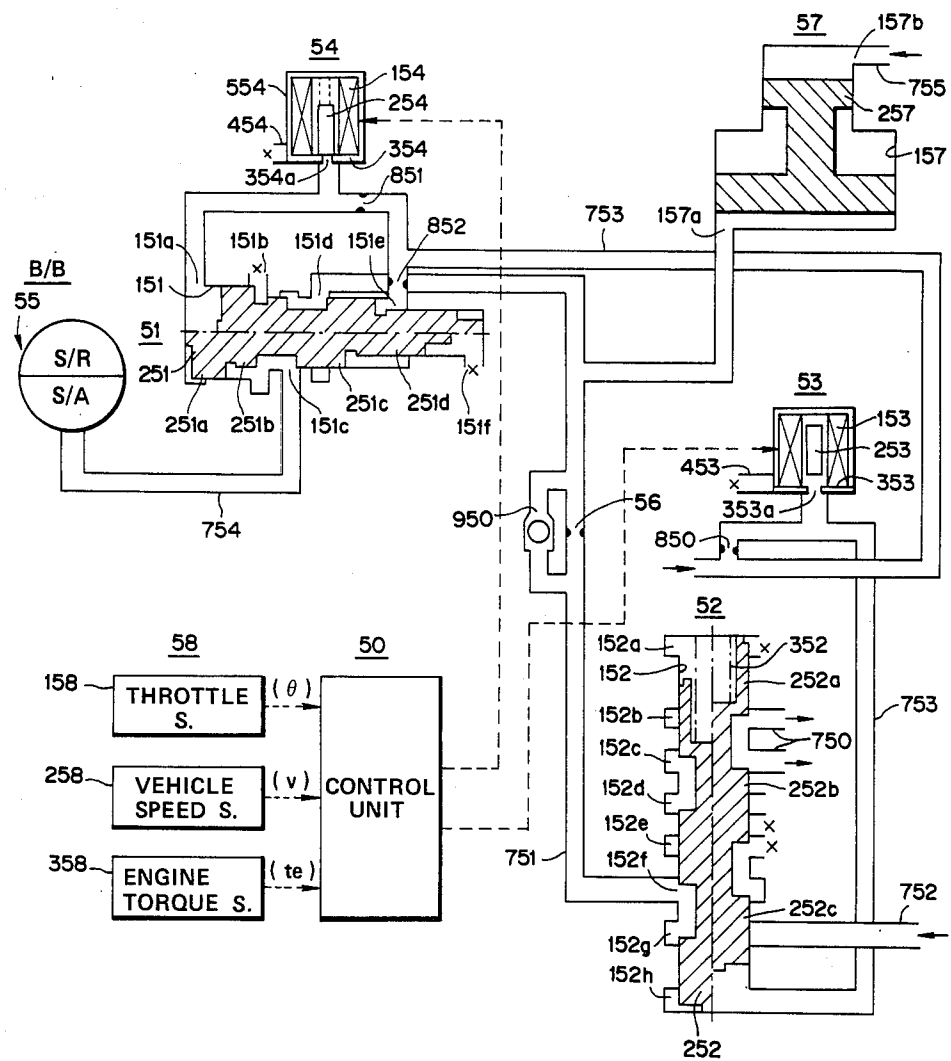 57
157b
54
154
554
254
755
257
454
157
354
354a
851
157a
753
151a
151b
151d
151e
852
B/B
151
55
51
S/R
S/A
251
53
153
251a
251b
151c
251c
251d
151f
253
453
353
353a
754
950
56
850
52
152a
352
58
50
152
252a
158
THROTTLE S.
(θ)
152b
753
750
152c
258
VEHICLE SPEED S.
(v)
CONTROL UNIT
152d
252b
152e
751
152f
358
ENGINE TORQUE S.
(te)
752
252c
152g
152h
252